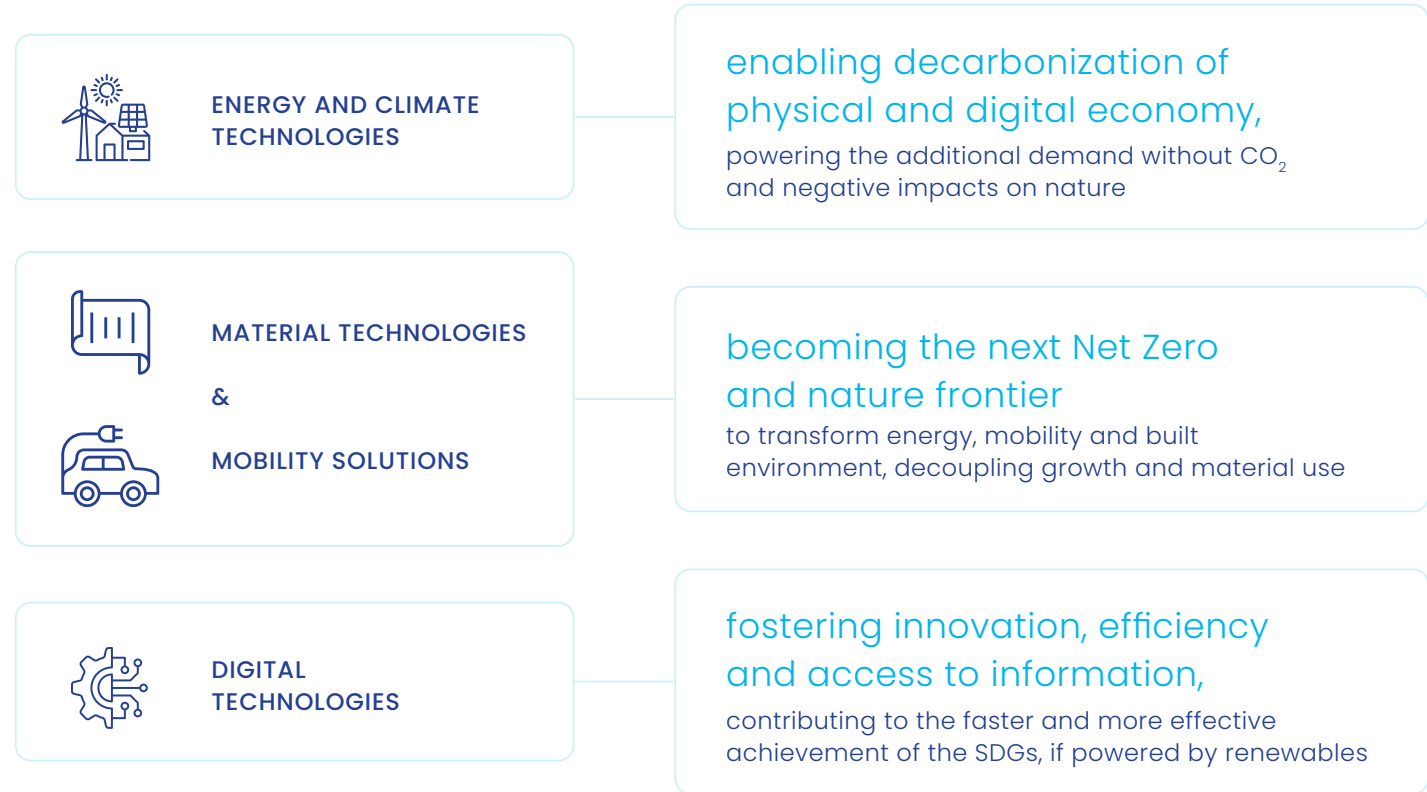 ENERGY AND CLIMATE
TECHNOLOGIES
enabling decarbonization of
physical and digital economy,
powering the additional demand without CO₂
and negative impacts on nature
MATERIAL TECHNOLOGIES
&
MOBILITY SOLUTIONS
becoming the next Net Zero
and nature frontier
to transform energy, mobility and built
environment, decoupling growth and material use
DIGITAL
TECHNOLOGIES
fostering innovation, efficiency
and access to information,
contributing to the faster and more effective
achievement of the SDGs, if powered by renewables